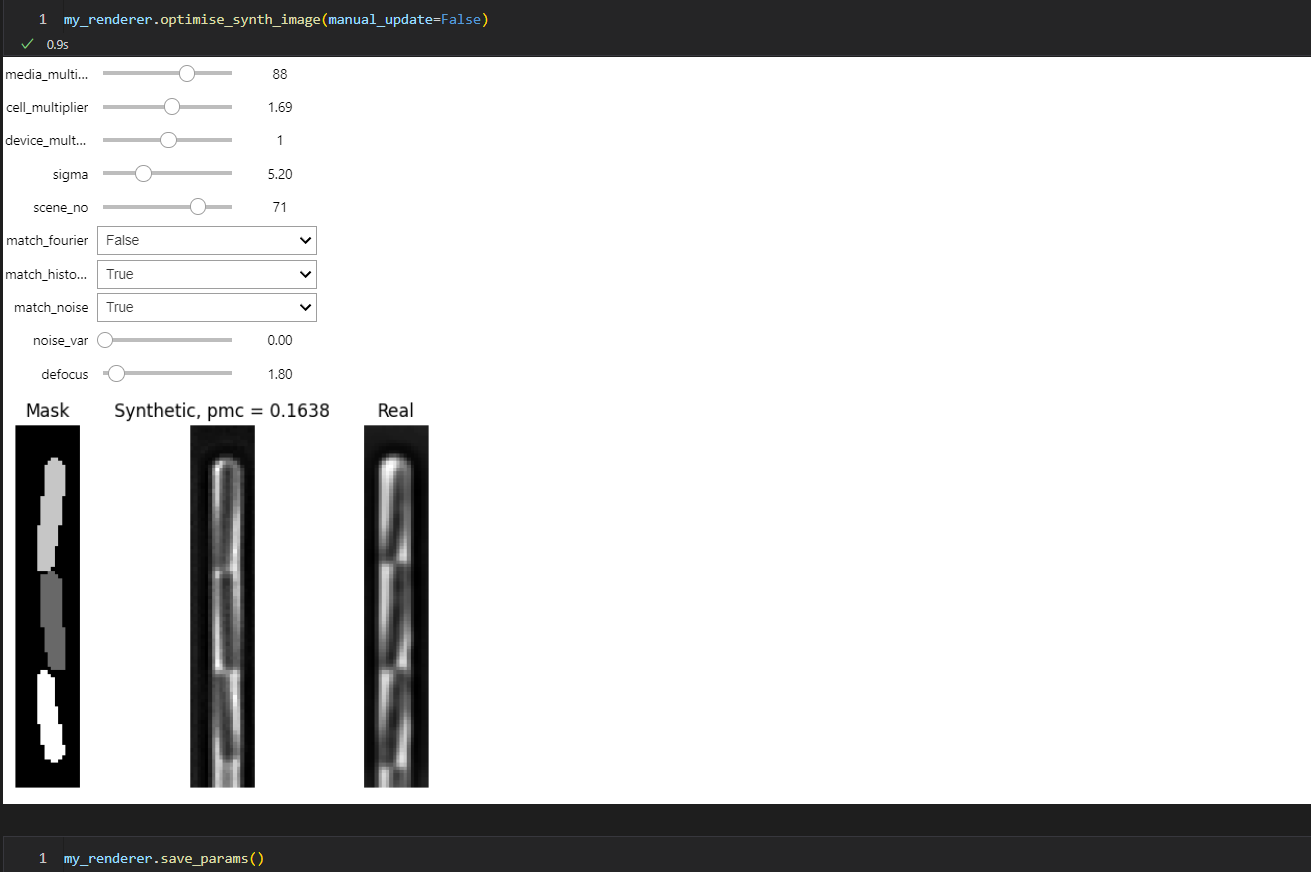 1 my_renderer.optimise_synth_image(manual_update=False)
0.9s
media_multi... 88
cell_multiplier 1.69
device_mult... 1
sigma 5.20
scene_no 71
match_fourier False
match_histo... True
match_noise True
noise_var 0.00
defocus 1.80
Mask Synthetic, pmc = 0.1638 Real
1 my_renderer.save_params()